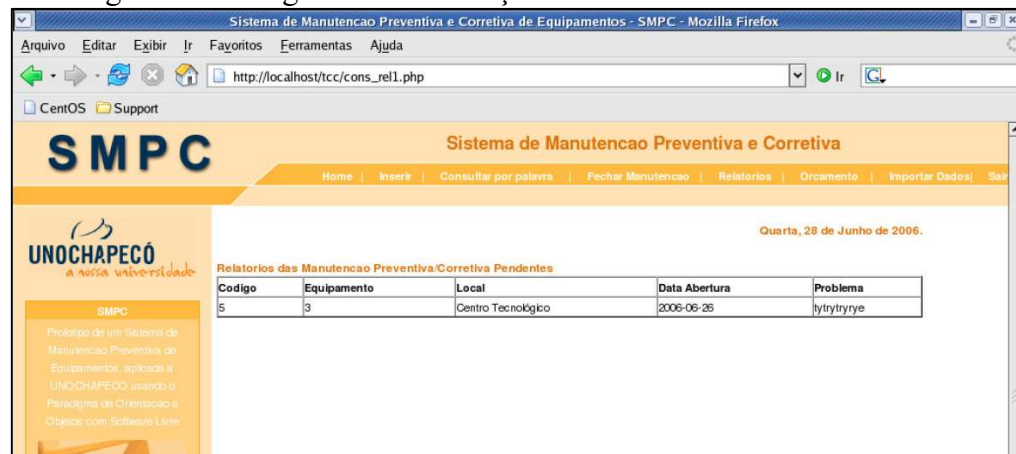 Sistema de Manutencao Preventiva e Corretiva de Equipamentos - SMPC - Mozilla Firefox
Arquivo Editar Exibir Ir Favoritos Ferramentas Ajuda
http://localhost/tcc/cons_rel1.php Ir
CentOS Support
SMPC
Sistema de Manutencao Preventiva e Corretiva
Home | Inserir | Consultar por palavra | Fechar Manutencao | Relatorios | Orcamento | Importar Dados| Sair
UNOCHAPECÓ
a nossa universidade
Quarta, 28 de Junho de 2006.
Relatorios das Manutencao Preventiva/Corretiva Pendentes
Codigo Equipamento Local Data Abertura Problema
5 3 Centro Tecnológico 2006-06-26 tytrytryrye
SMPC
Prototipo de um Sistema de
Manutencao Preventiva de
Equipamentos, aplicada a
UNOCHAPECO usando o
Paradigma de Orientacao a
Objetos com Software Livre